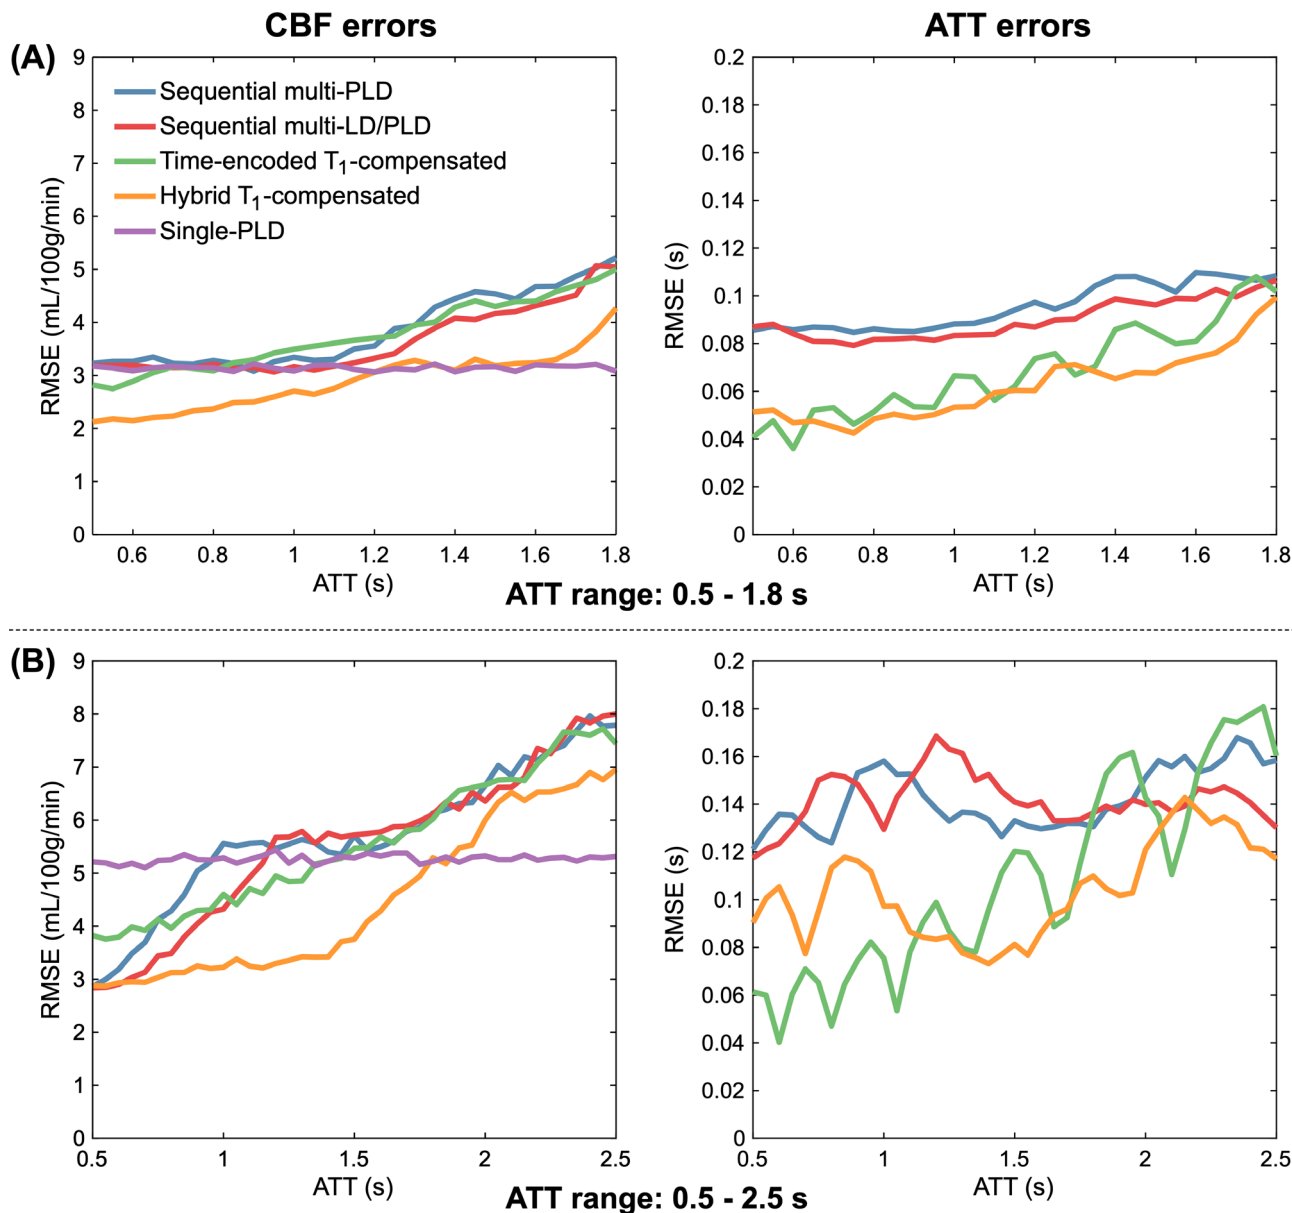 CBF errors
ATT errors
(A)
9
8
7
6
5
4
3
2
1
0
RMSE (mL/100g/min)
Sequential multi-PLD
Sequential multi-LD/PLD
Time-encoded T1-compensated
Hybrid T1-compensated
Single-PLD
0.6 0.8 1 1.2 1.4 1.6 1.8
ATT (s)
0.2
0.18
0.16
0.14
0.12
0.1
0.08
0.06
0.04
0.02
0
RMSE (s)
0.6 0.8 1 1.2 1.4 1.6 1.8
ATT (s)
ATT range: 0.5 - 1.8 s
(B)
9
8
7
6
5
4
3
2
1
0
RMSE (mL/100g/min)
0.5 1 1.5 2 2.5
ATT (s)
0.2
0.18
0.16
0.14
0.12
0.1
0.08
0.06
0.04
0.02
0
RMSE (s)
0.5 1 1.5 2 2.5
ATT (s)
ATT range: 0.5 - 2.5 s